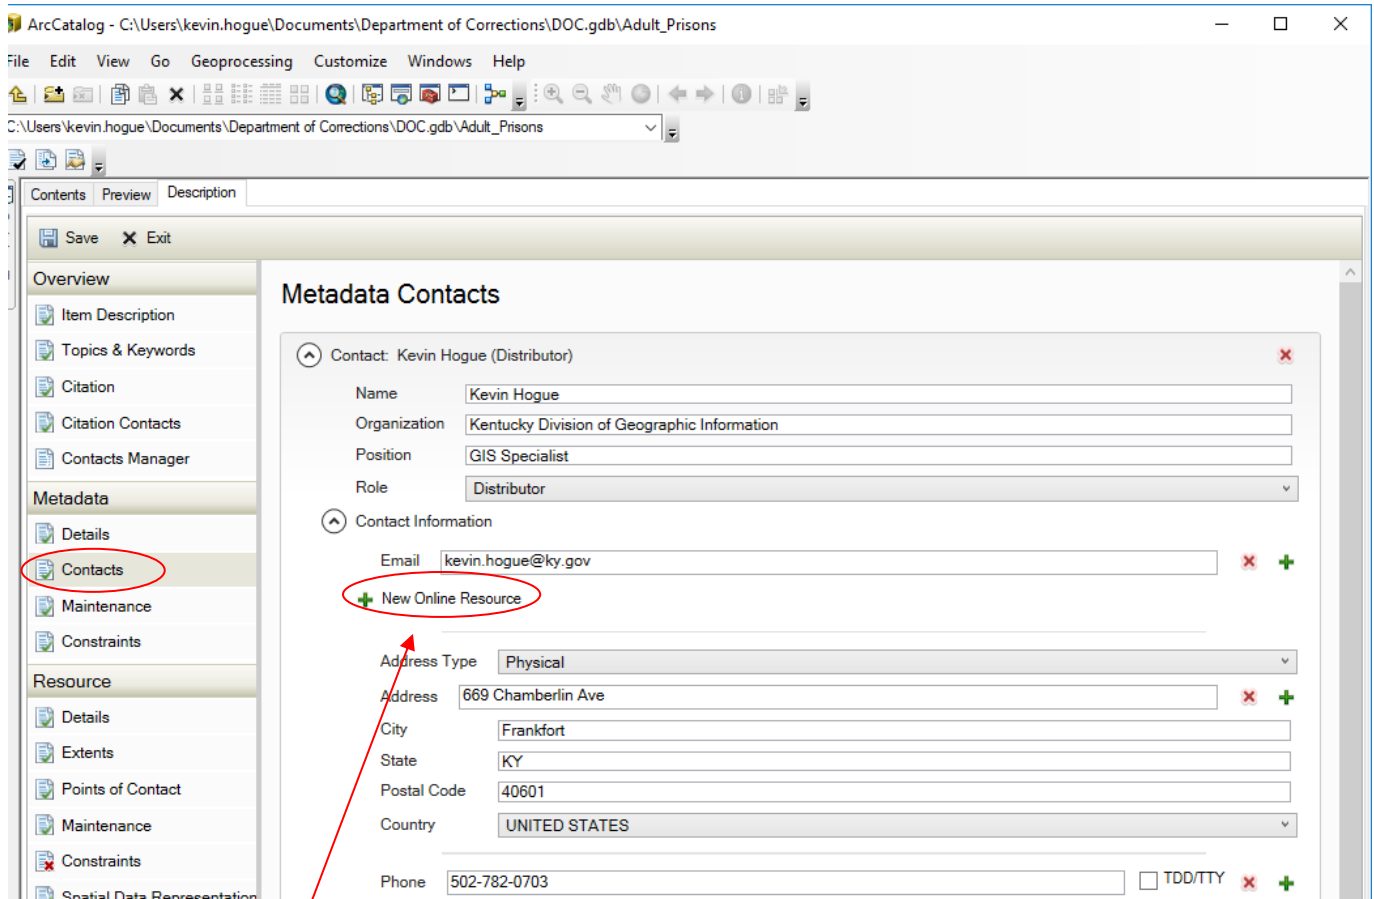 ArcCatalog - C:\Users\kevin.hogue\Documents\Department of Corrections\DOC.gdb\Adult_Prisons
File Edit View Go Geoprocessing Customize Windows Help
C:\Users\kevin.hogue\Documents\Department of Corrections\DOC.gdb\Adult_Prisons
Contents Preview Description
Save Exit
Overview
Item Description
Topics & Keywords
Citation
Citation Contacts
Contacts Manager
Metadata
Details
Contacts
Maintenance
Constraints
Resource
Details
Extents
Points of Contact
Maintenance
Constraints
Spatial Data Representation
Metadata Contacts
Contact: Kevin Hogue (Distributor)
Name Kevin Hogue
Organization Kentucky Division of Geographic Information
Position GIS Specialist
Role Distributor
Contact Information
Email kevin.hogue@ky.gov
New Online Resource
Address Type Physical
Address 669 Chamberlin Ave
City Frankfort
State KY
Postal Code 40601
Country UNITED STATES
Phone 502-782-0703 TDD/TTY